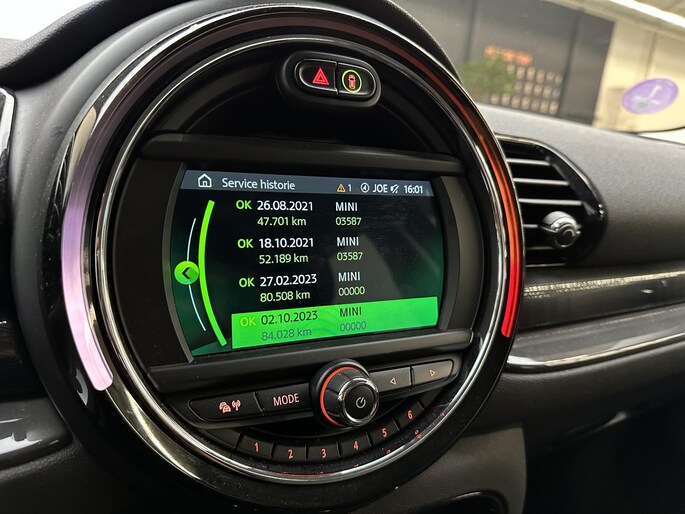 Service historie 1 4 JOE 16:01
OK 26.08.2021 MINI
47.701 km 03587
OK 18.10.2021 MINI
52.189 km 03587
OK 27.02.2023 MINI
80.508 km 00000
OK 02.10.2023 MINI
84.028 km 00000
MODE
1 2 3 4 5 6